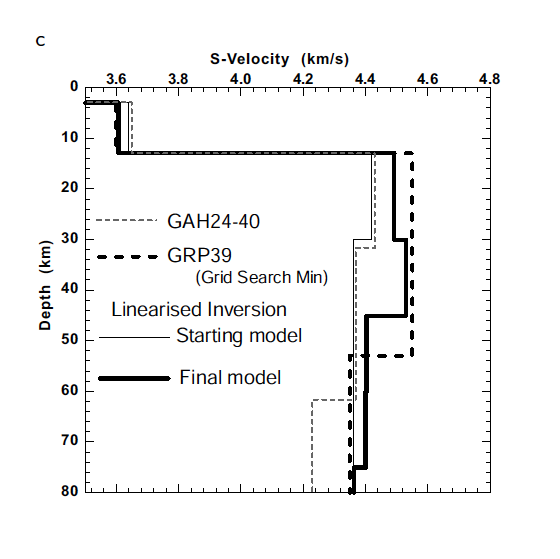 C
S-Velocity (km/s)
3.6 3.8 4.0 4.2 4.4 4.6 4.8
0
10
20
30
40
50
60
70
80
Depth (km)
GAH24-40
GRP39
(Grid Search Min)
Linearised Inversion
Starting model
Final model